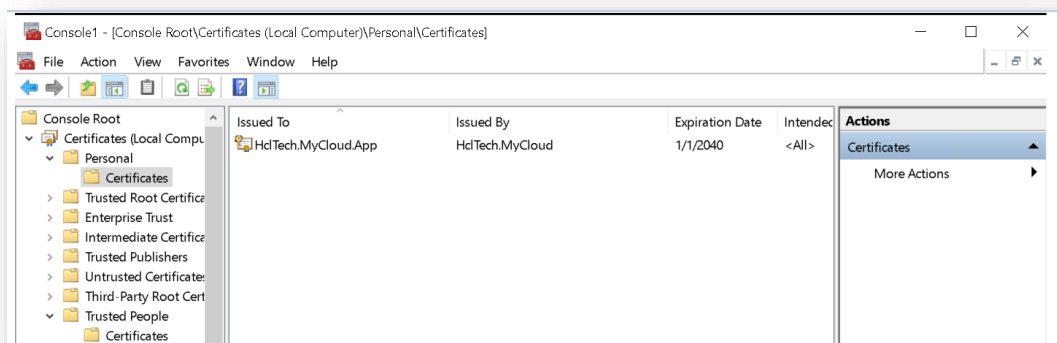 Console1 - [Console Root\Certificates (Local Computer)\Personal\Certificates]
File Action View Favorites Window Help
Console Root
Certificates (Local Compu
Personal
Certificates
Trusted Root Certifica
Enterprise Trust
Intermediate Certifica
Trusted Publishers
Untrusted Certificates
Third-Party Root Cert
Trusted People
Certificates
Issued To Issued By Expiration Date Intended
HclTech.MyCloud.App HclTech.MyCloud 1/1/2040 <All>
Actions
Certificates
More Actions